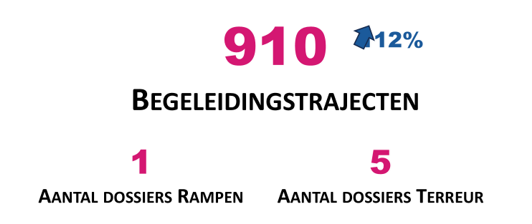 910 12%
BEGELEIDINGSTRAJECTEN
1 5
AANTAL DOSSIERS RAMPEN AANTAL DOSSIERS TERREUR